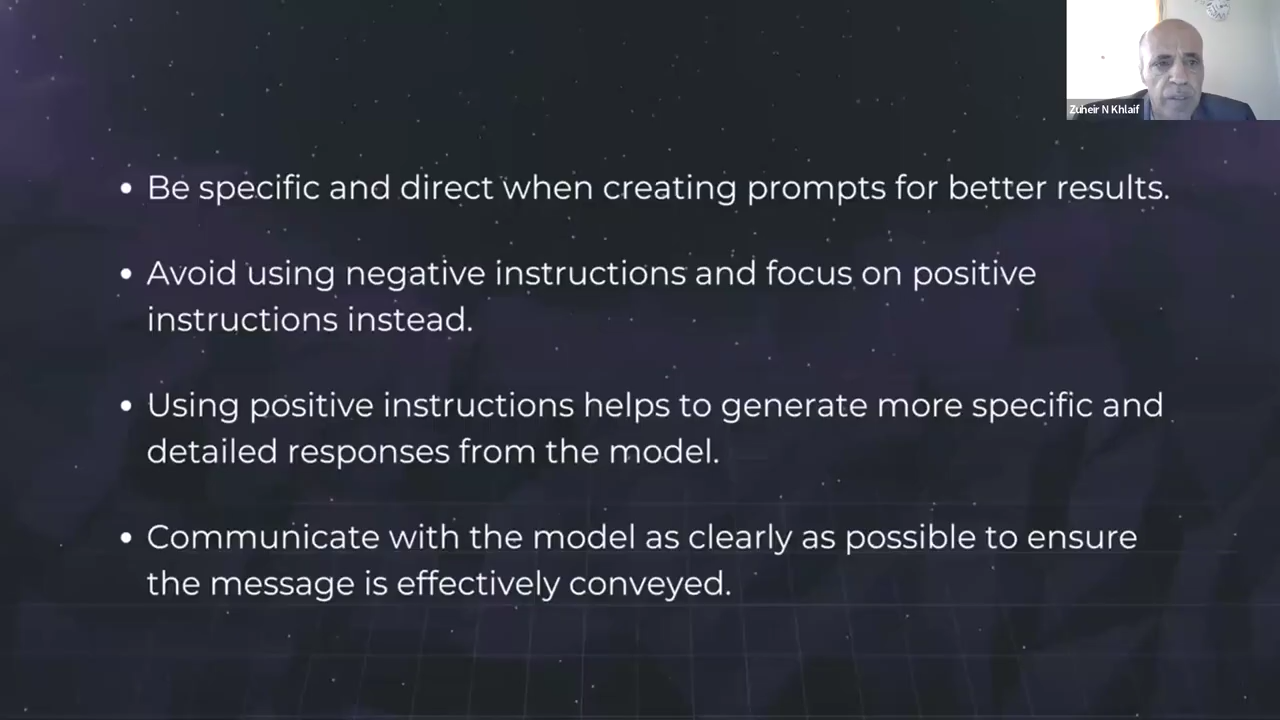 Zuheir N Khlaif
• Be specific and direct when creating prompts for better results.
• Avoid using negative instructions and focus on positive
instructions instead.
• Using positive instructions helps to generate more specific and
detailed responses from the model.
• Communicate with the model as clearly as possible to ensure
the message is effectively conveyed.